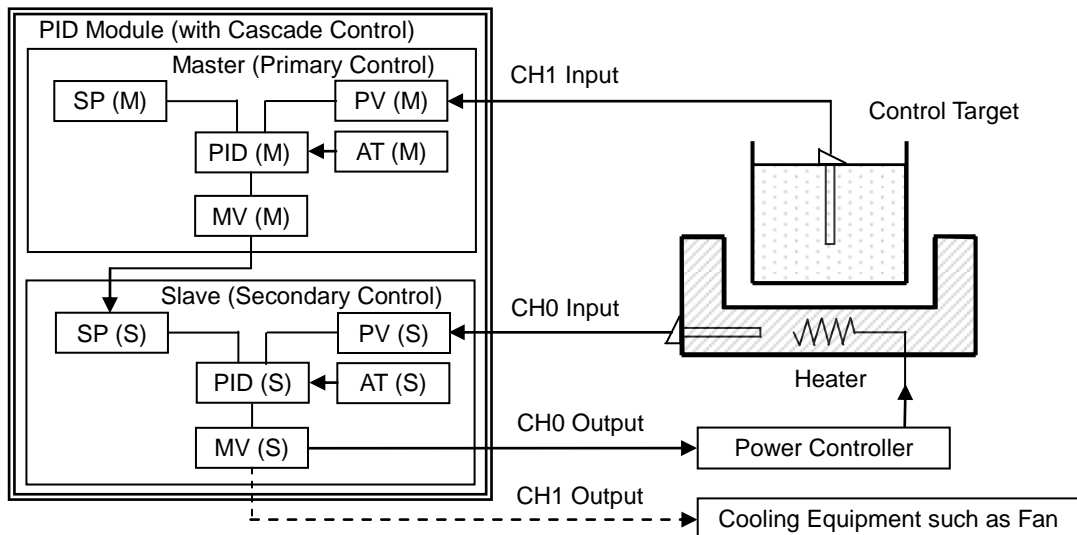 PID Module (with Cascade Control)
Master (Primary Control)
SP (M)
PV (M)
PID (M)
AT (M)
MV (M)
CH1 Input
Control Target
Slave (Secondary Control)
SP (S)
PV (S)
PID (S)
AT (S)
MV (S)
CH0 Input
Heater
CH0 Output
Power Controller
CH1 Output
Cooling Equipment such as Fan